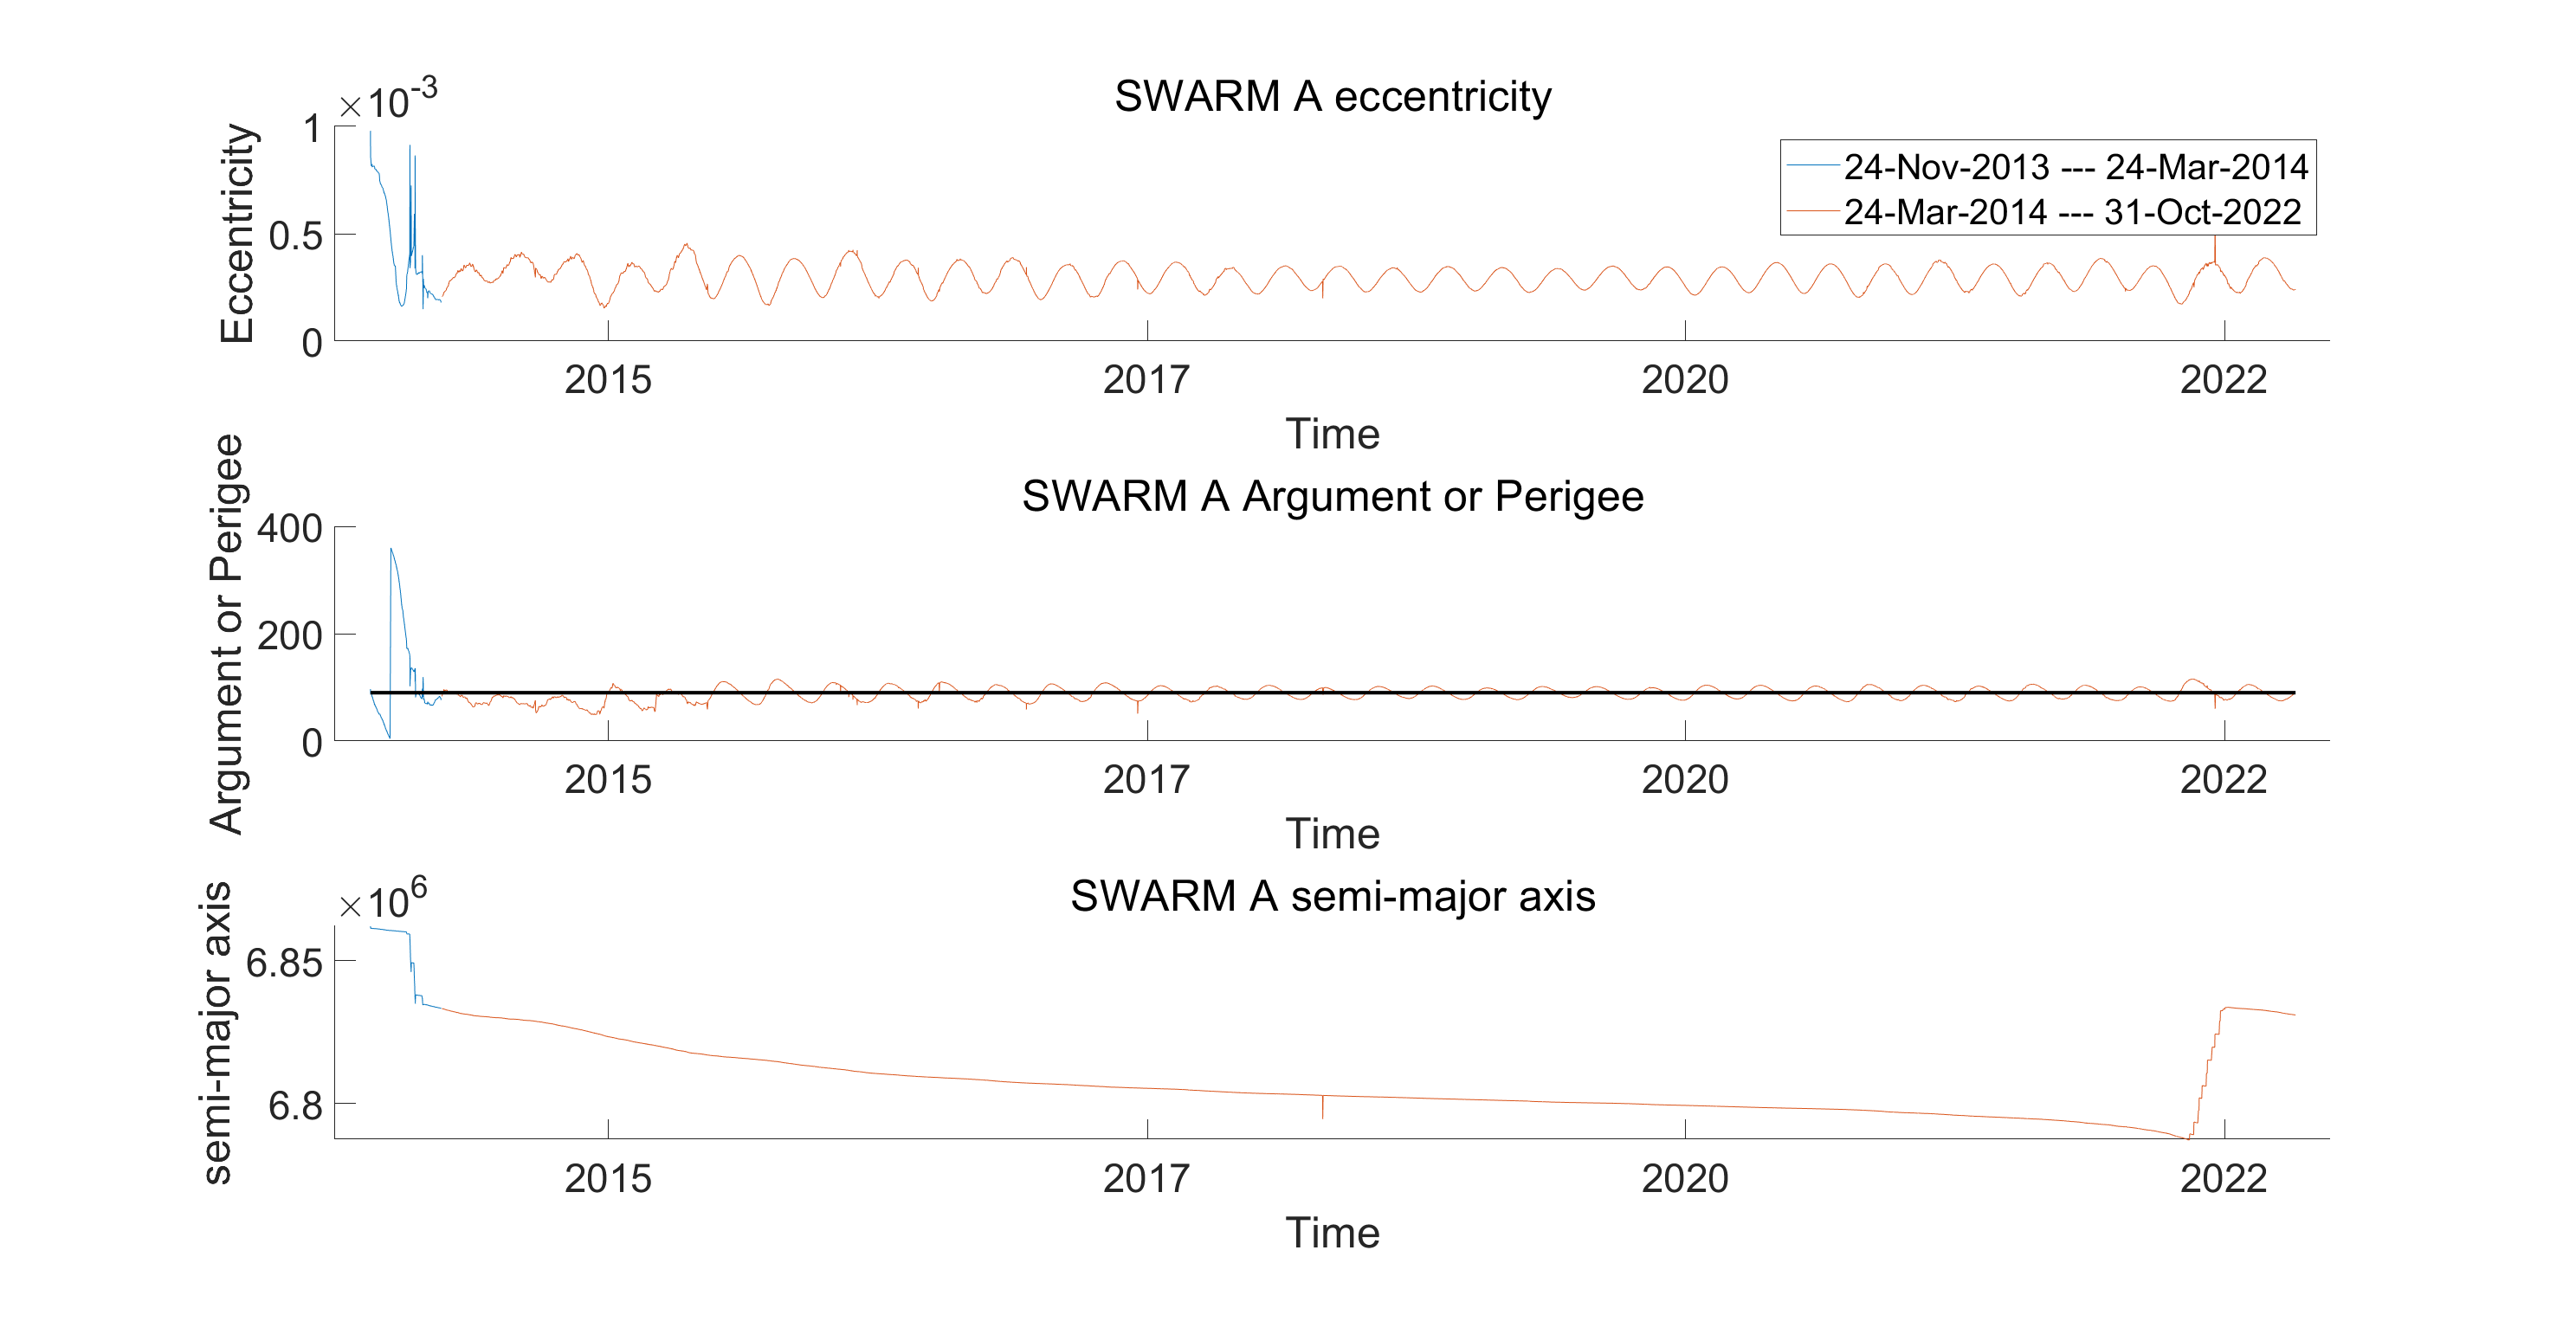 SWARM A eccentricity
×10-3
1
0.5
0
Eccentricity
24-Nov-2013 --- 24-Mar-2014
24-Mar-2014 --- 31-Oct-2022
2015 2017 2020 2022
Time
SWARM A Argument or Perigee
400
200
0
Argument or Perigee
2015 2017 2020 2022
Time
SWARM A semi-major axis
×106
6.85
6.8
semi-major axis
2015 2017 2020 2022
Time